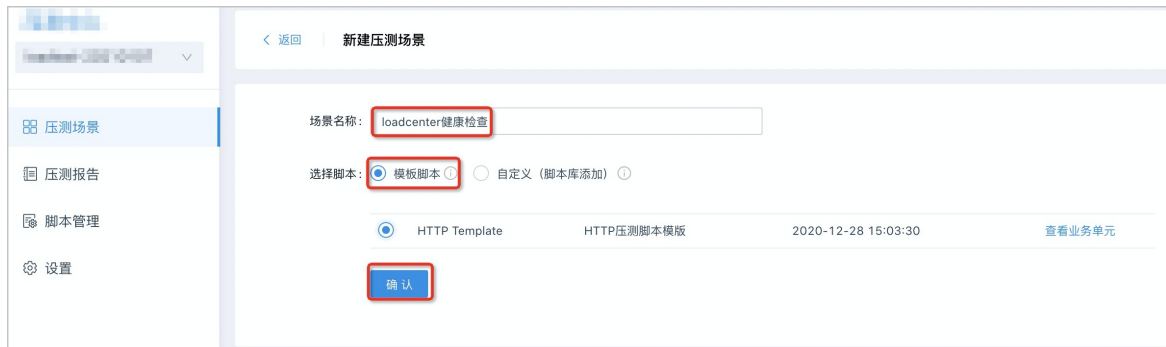 返回
新建压测场景
压测场景
压测报告
脚本管理
设置
场景名称：
loadcenter健康检查
选择脚本：
模板脚本
自定义（脚本库添加）
HTTP Template
HTTP压测脚本模版
2020-12-28 15:03:30
查看业务单元
确 认